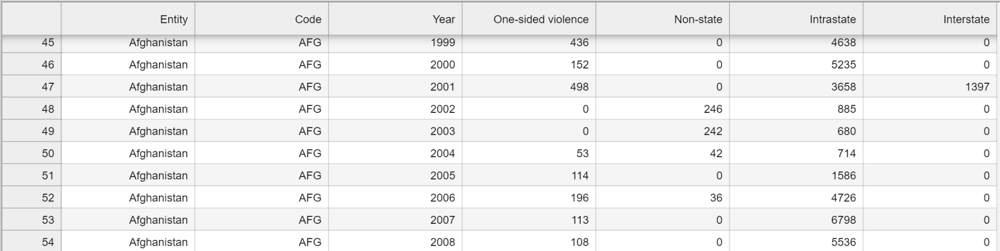 Entity Code Year One-sided violence Non-state Intrastate Interstate
45 Afghanistan AFG 1999 436 0 4638 0
46 Afghanistan AFG 2000 152 0 5235 0
47 Afghanistan AFG 2001 498 0 3658 1397
48 Afghanistan AFG 2002 0 246 885 0
49 Afghanistan AFG 2003 0 242 680 0
50 Afghanistan AFG 2004 53 42 714 0
51 Afghanistan AFG 2005 114 0 1586 0
52 Afghanistan AFG 2006 196 36 4726 0
53 Afghanistan AFG 2007 113 0 6798 0
54 Afghanistan AFG 2008 108 0 5536 0